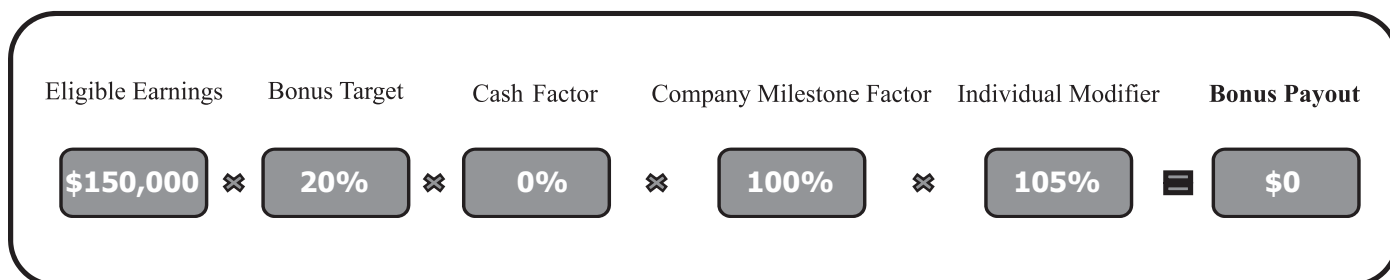 Eligible Earnings Bonus Target Cash Factor Company Milestone Factor Individual Modifier Bonus Payout
$150,000 × 20% × 0% × 100% × 105% = $0